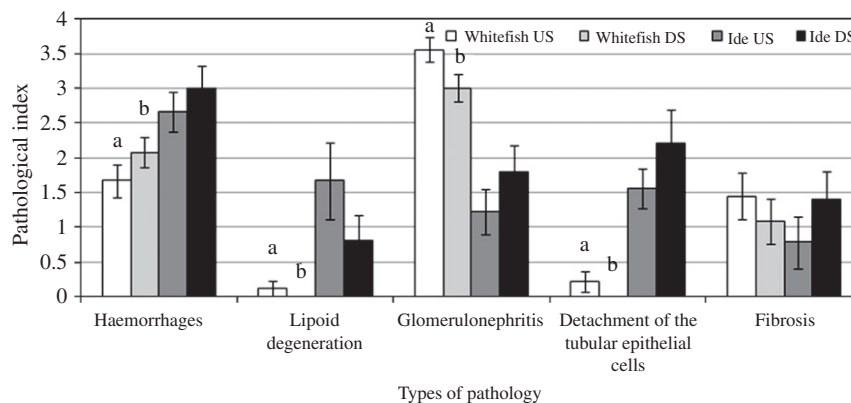 4
3.5
3
2.5
2
1.5
1
0.5
0
Pathological index
Whitefish US Whitefish DS Ide US Ide DS
a
b
a
b
a
b
a
b
Haemorrhages
Lipoid
degeneration
Glomerulonephritis
Detachment of the
tubular epithelial
cells
Fibrosis
Types of pathology